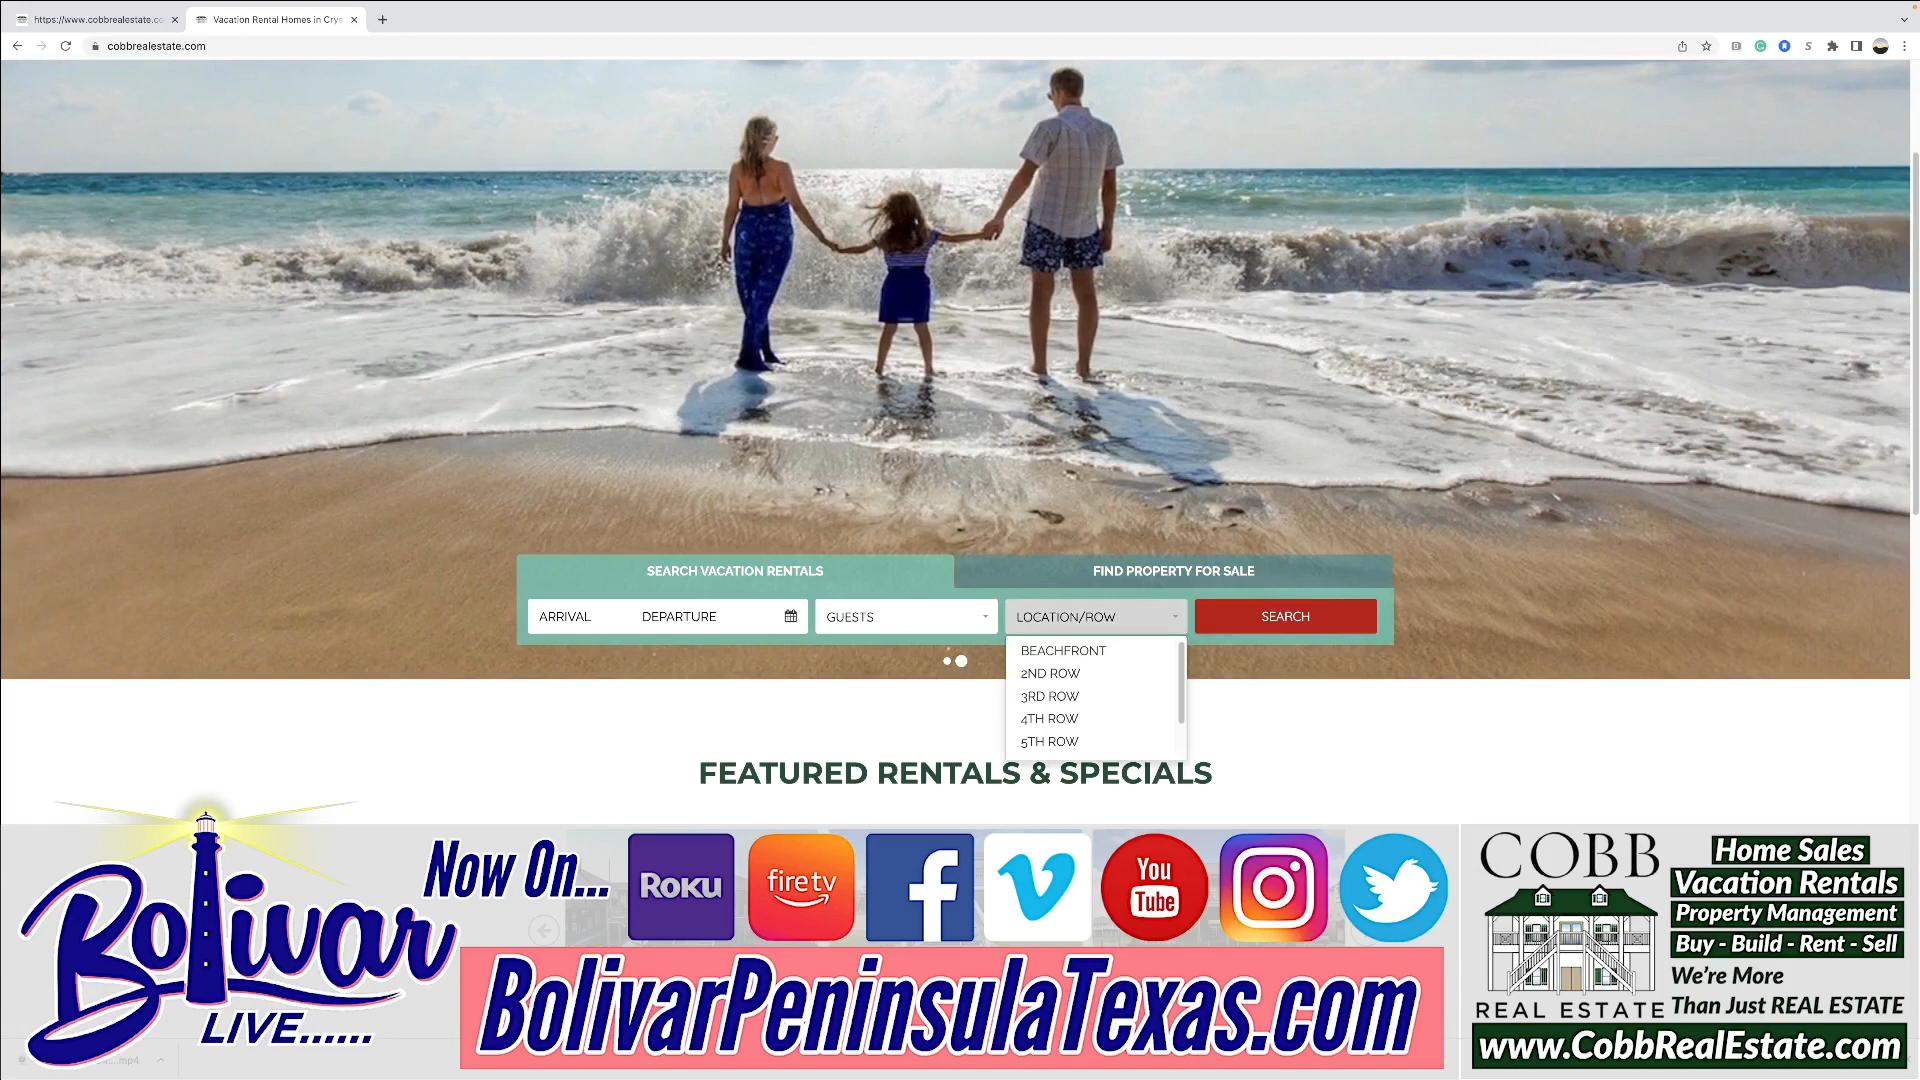 https://www.cobbrealestate.co
Vacation Rental Homes in Crys
cobbrealestate.com
SEARCH VACATION RENTALS
FIND PROPERTY FOR SALE
ARRIVAL
DEPARTURE
GUESTS
LOCATION/ROW
SEARCH
BEACHFRONT
2ND ROW
3RD ROW
4TH ROW
5TH ROW
FEATURED RENTALS & SPECIALS
Bolivar
LIVE......
Now On...
Roku
fire tv
f
v
You
Tube
BolivarPeninsulaTexas.com
COBB
REAL ESTATE
Home Sales
Vacation Rentals
Property Management
Buy - Build - Rent - Sell
We're More
Than Just REAL ESTATE
www.CobbRealEstate.com